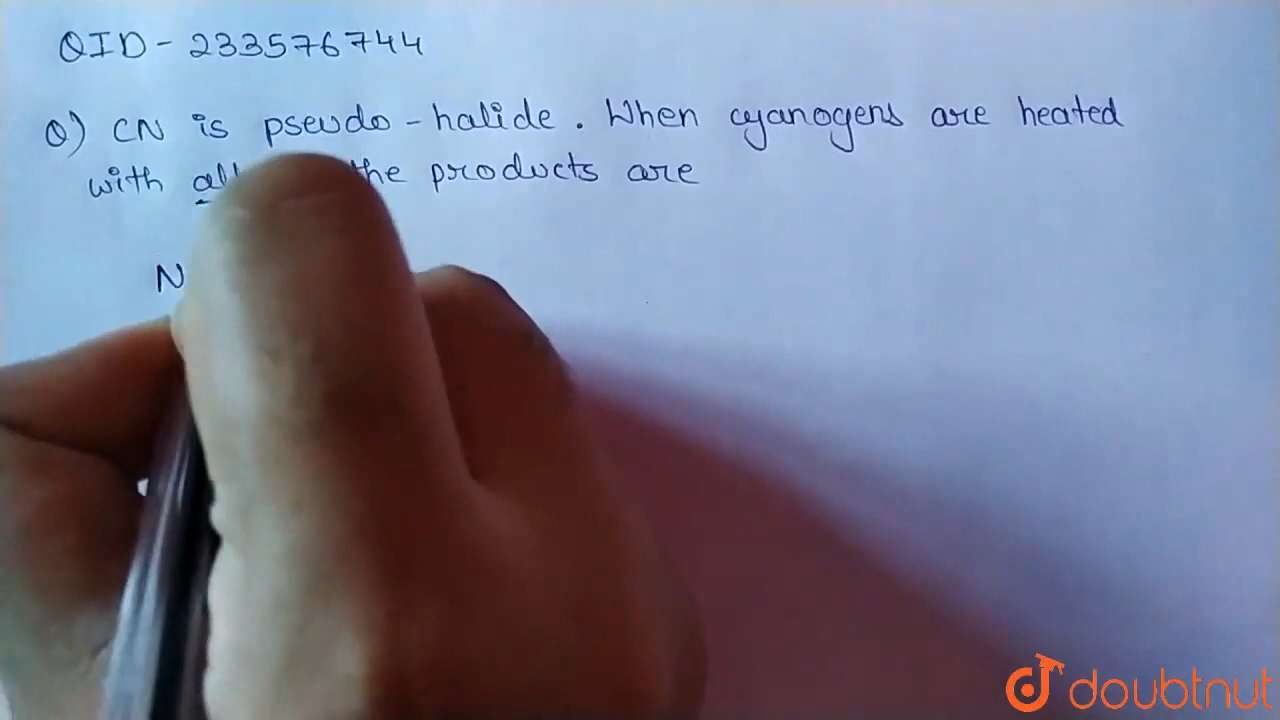 QID - 233576744
Q) CN is pseudo-halide. When cyanogens are heated
with the products are
N
doubtnut